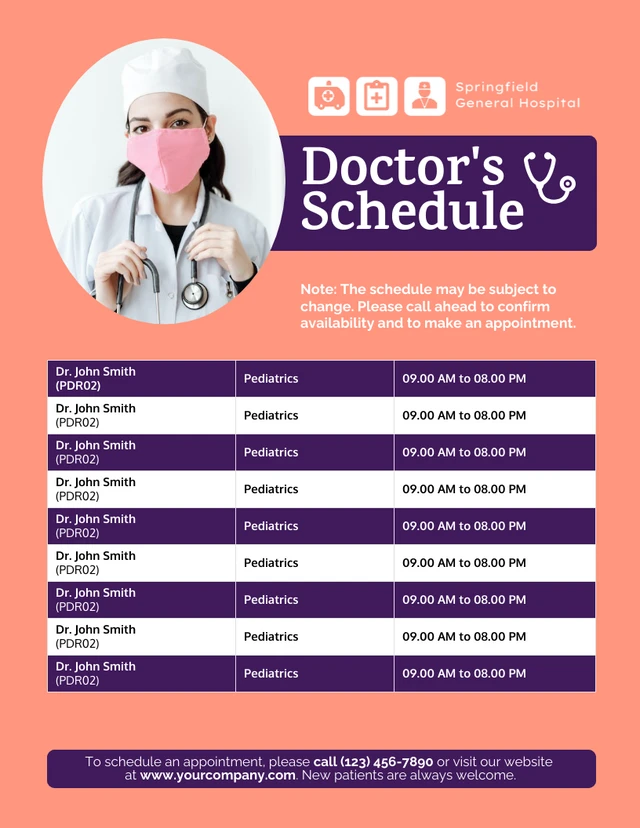 Springfield
General Hospital
Doctor's
Schedule
Note: The schedule may be subject to
change. Please call ahead to confirm
availability and to make an appointment.
Dr. John Smith
(PDR02)
Pediatrics
09.00 AM to 08.00 PM
Dr. John Smith
(PDR02)
Pediatrics
09.00 AM to 08.00 PM
Dr. John Smith
(PDR02)
Pediatrics
09.00 AM to 08.00 PM
Dr. John Smith
(PDR02)
Pediatrics
09.00 AM to 08.00 PM
Dr. John Smith
(PDR02)
Pediatrics
09.00 AM to 08.00 PM
Dr. John Smith
(PDR02)
Pediatrics
09.00 AM to 08.00 PM
Dr. John Smith
(PDR02)
Pediatrics
09.00 AM to 08.00 PM
Dr. John Smith
(PDR02)
Pediatrics
09.00 AM to 08.00 PM
Dr. John Smith
(PDR02)
Pediatrics
09.00 AM to 08.00 PM
To schedule an appointment, please call (123) 456-7890 or visit our website
at www.yourcompany.com. New patients are always welcome.